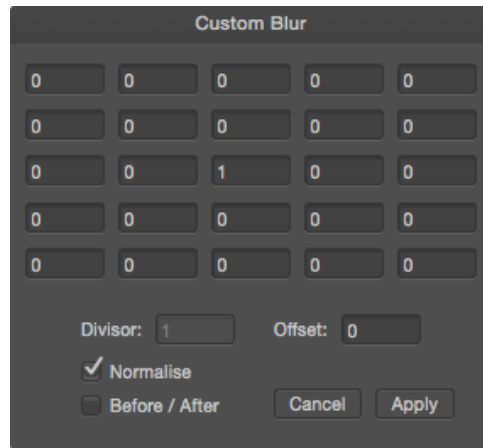 Custom Blur
0 0 0 0 0
0 0 0 0 0
0 0 1 0 0
0 0 0 0 0
0 0 0 0 0
Divisor: 1 Offset: 0
Normalise
Before / After Cancel Apply